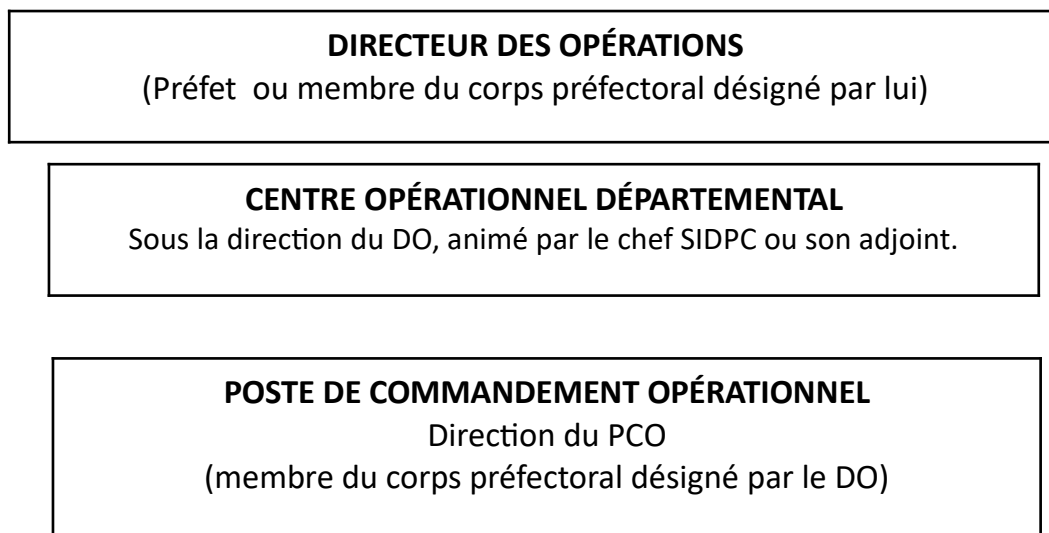 DIRECTEUR DES OPÉRATIONS
(Préfet ou membre du corps préfectoral désigné par lui)
CENTRE OPÉRATIONNEL DÉPARTEMENTAL
Sous la direction du DO, animé par le chef SIDPC ou son adjoint.
POSTE DE COMMANDEMENT OPÉRATIONNEL
Direction du PCO
(membre du corps préfectoral désigné par le DO)